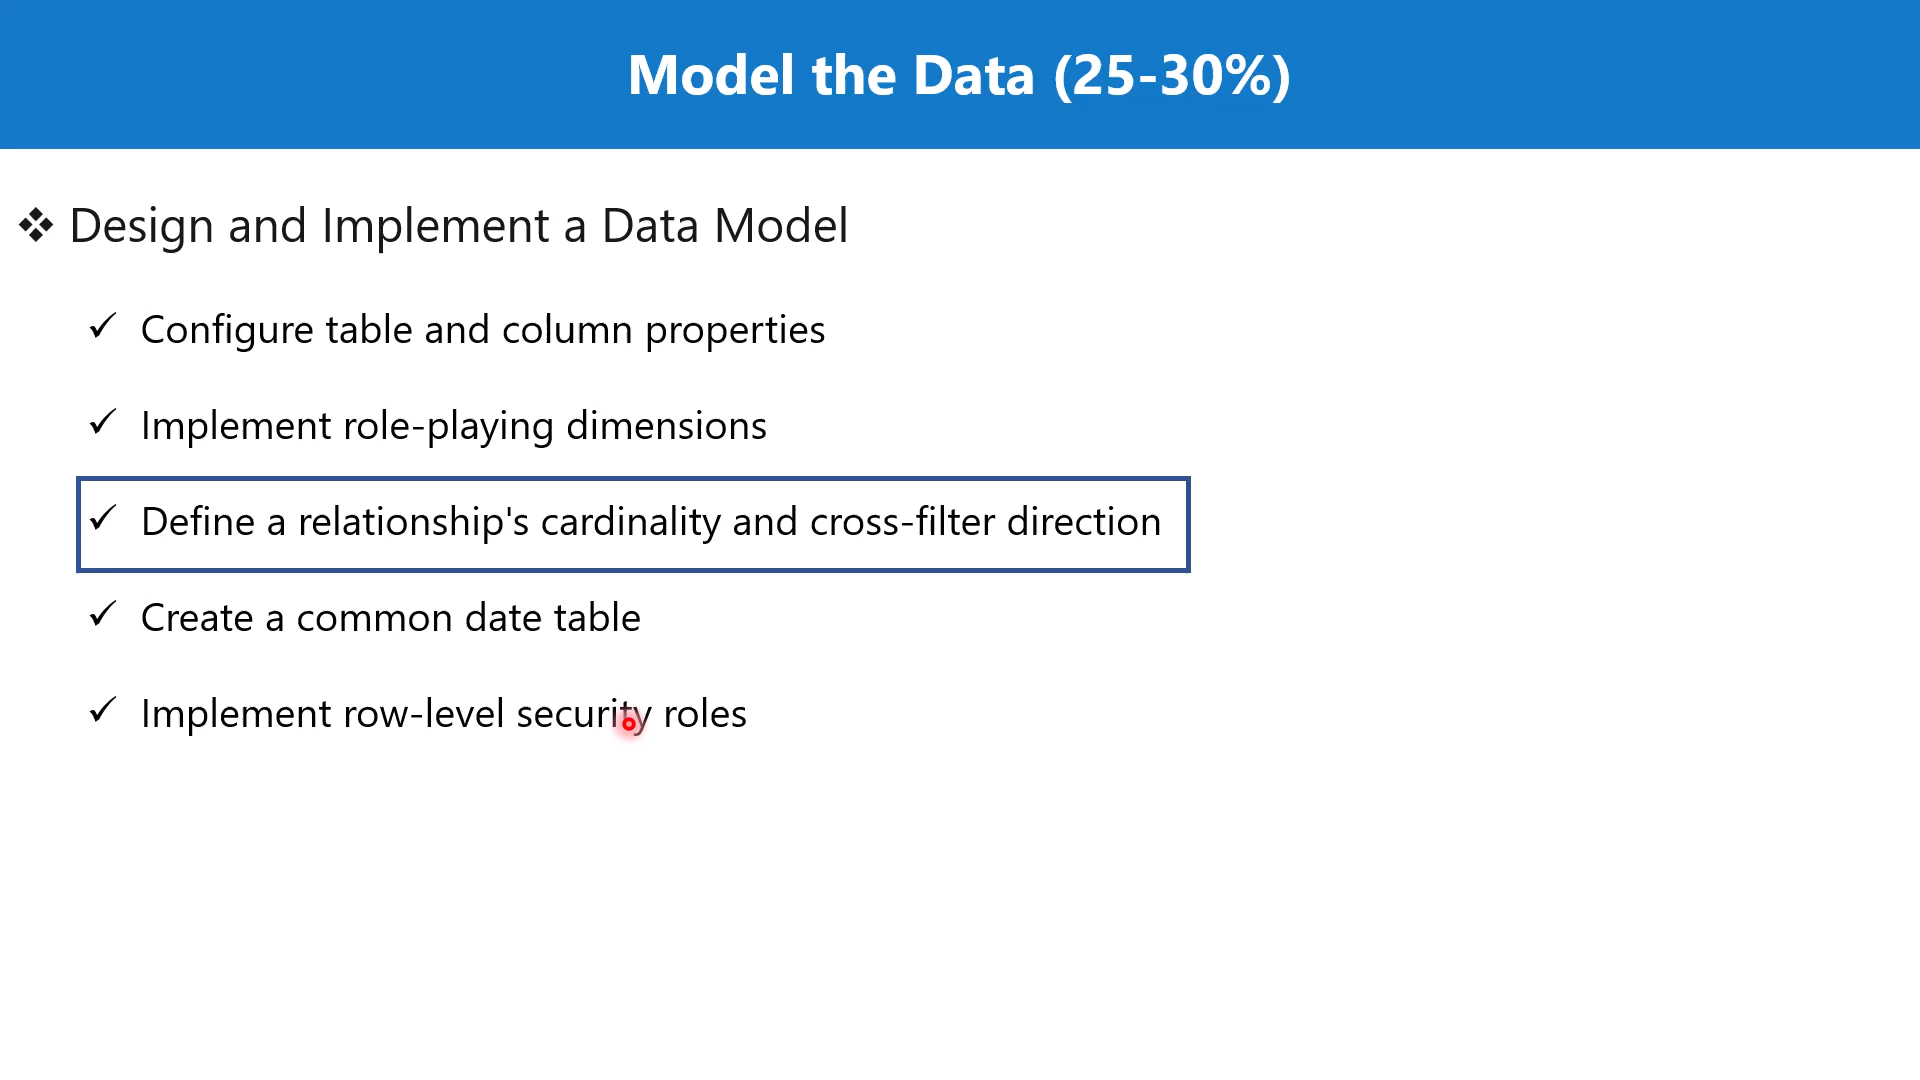 Model the Data (25-30%)
❖ Design and Implement a Data Model
✓ Configure table and column properties
✓ Implement role-playing dimensions
✓ Define a relationship's cardinality and cross-filter direction
✓ Create a common date table
✓ Implement row-level security roles